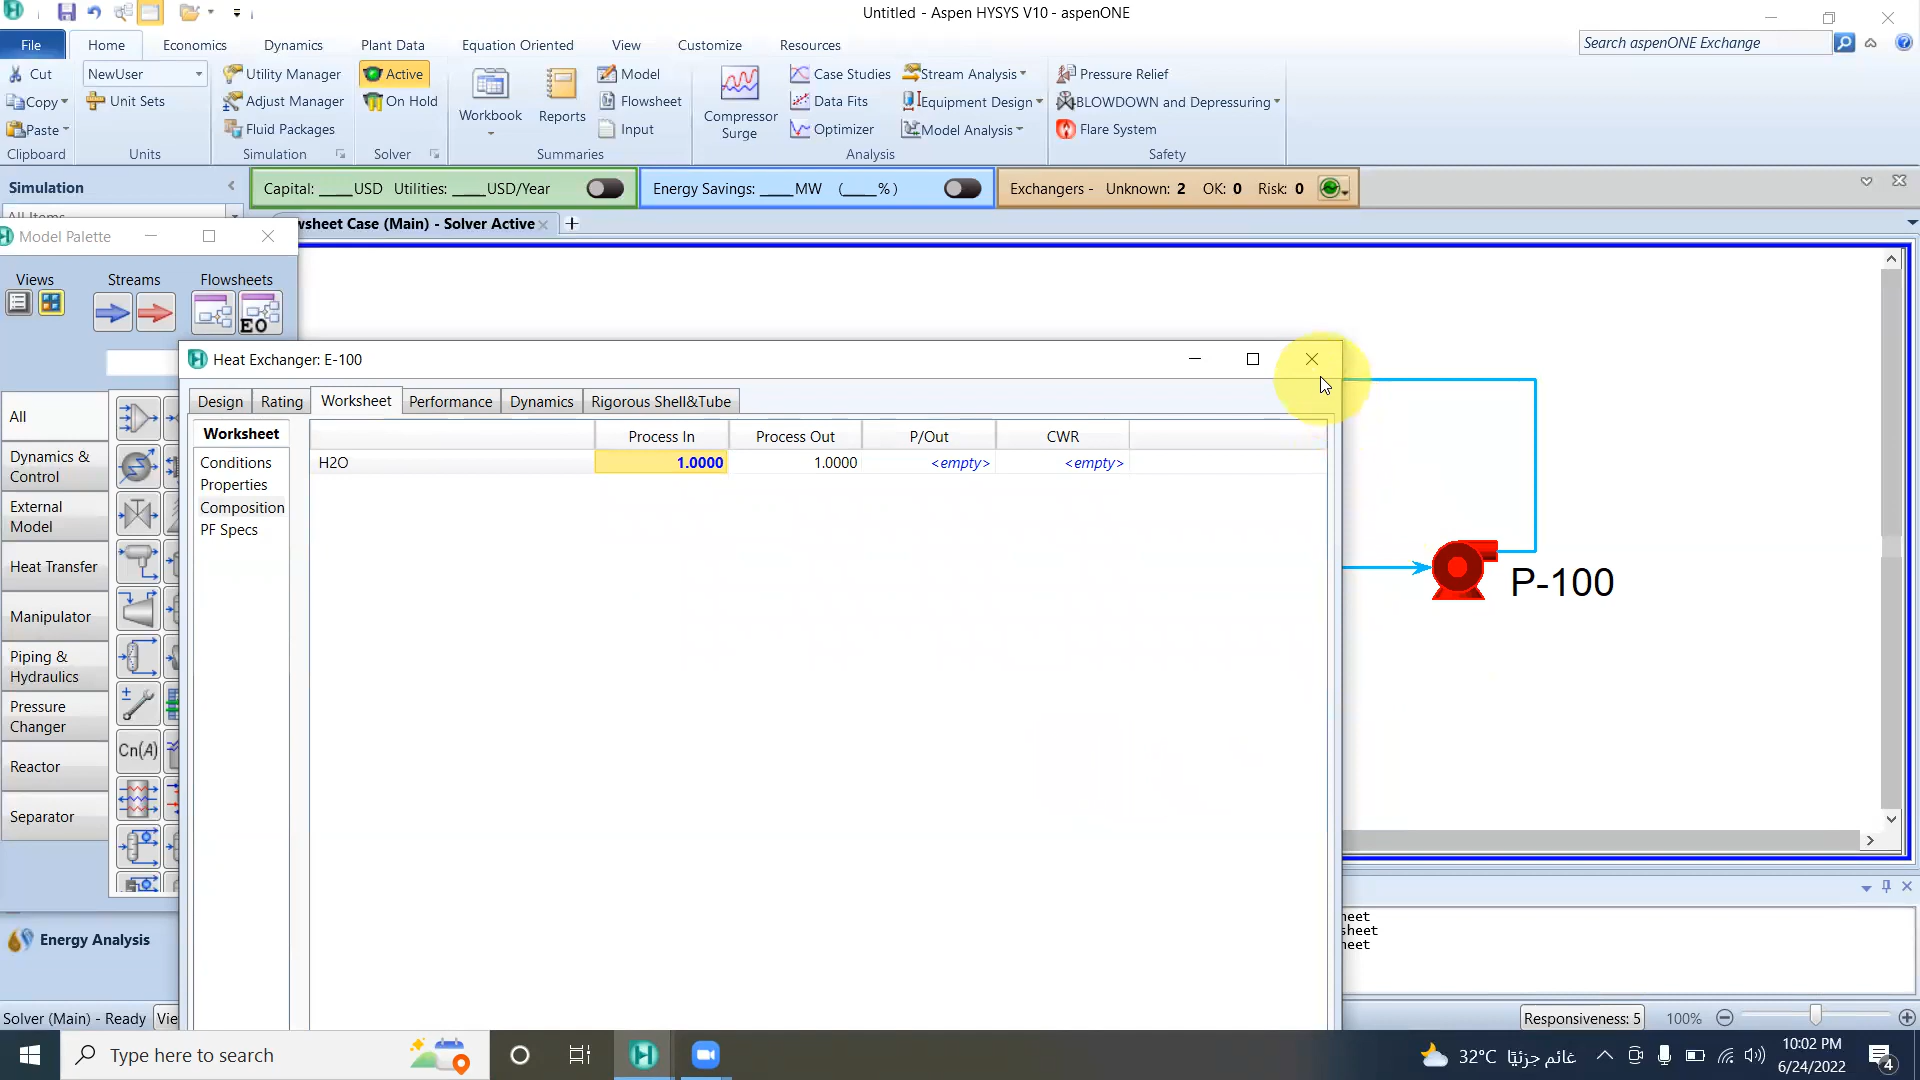 Untitled - Aspen HYSYS V10 - aspenONE
File Home Economics Dynamics Plant Data Equation Oriented View Customize Resources
Search aspenONE Exchange
Cut
Copy
Paste
Clipboard
NewUser
Unit Sets
Units
Utility Manager
Adjust Manager
Fluid Packages
Simulation
Active
On Hold
Solver
Workbook
Reports
Model
Flowsheet
Input
Summaries
Compressor
Surge
Case Studies
Data Fits
Optimizer
Stream Analysis
Equipment Design
Model Analysis
Analysis
Pressure Relief
BLOWDOWN and Depressuring
Flare System
Safety
Simulation
All Items
Capital: ____USD Utilities: ____USD/Year
Energy Savings: ____MW (____%)
Exchangers - Unknown: 2 OK: 0 Risk: 0
wsheet Case (Main) - Solver Active
Model Palette
Views Streams Flowsheets
EO
All
Dynamics &
Control
External
Model
Heat Transfer
Manipulator
Piping &
Hydraulics
Pressure
Changer
Reactor
Separator
Cn(A)
Heat Exchanger: E-100
Design Rating Worksheet Performance Dynamics Rigorous Shell&Tube
Worksheet
Conditions
Properties
Composition
PF Specs
Process In Process Out P/Out CWR
H2O 1.0000 1.0000 <empty> <empty>
P-100
heet
sheet
heet
Energy Analysis
Solver (Main) - Ready
Vie
Responsiveness: 5
100%
Type here to search
32°C غائم جزئيًا
10:02 PM
6/24/2022
4